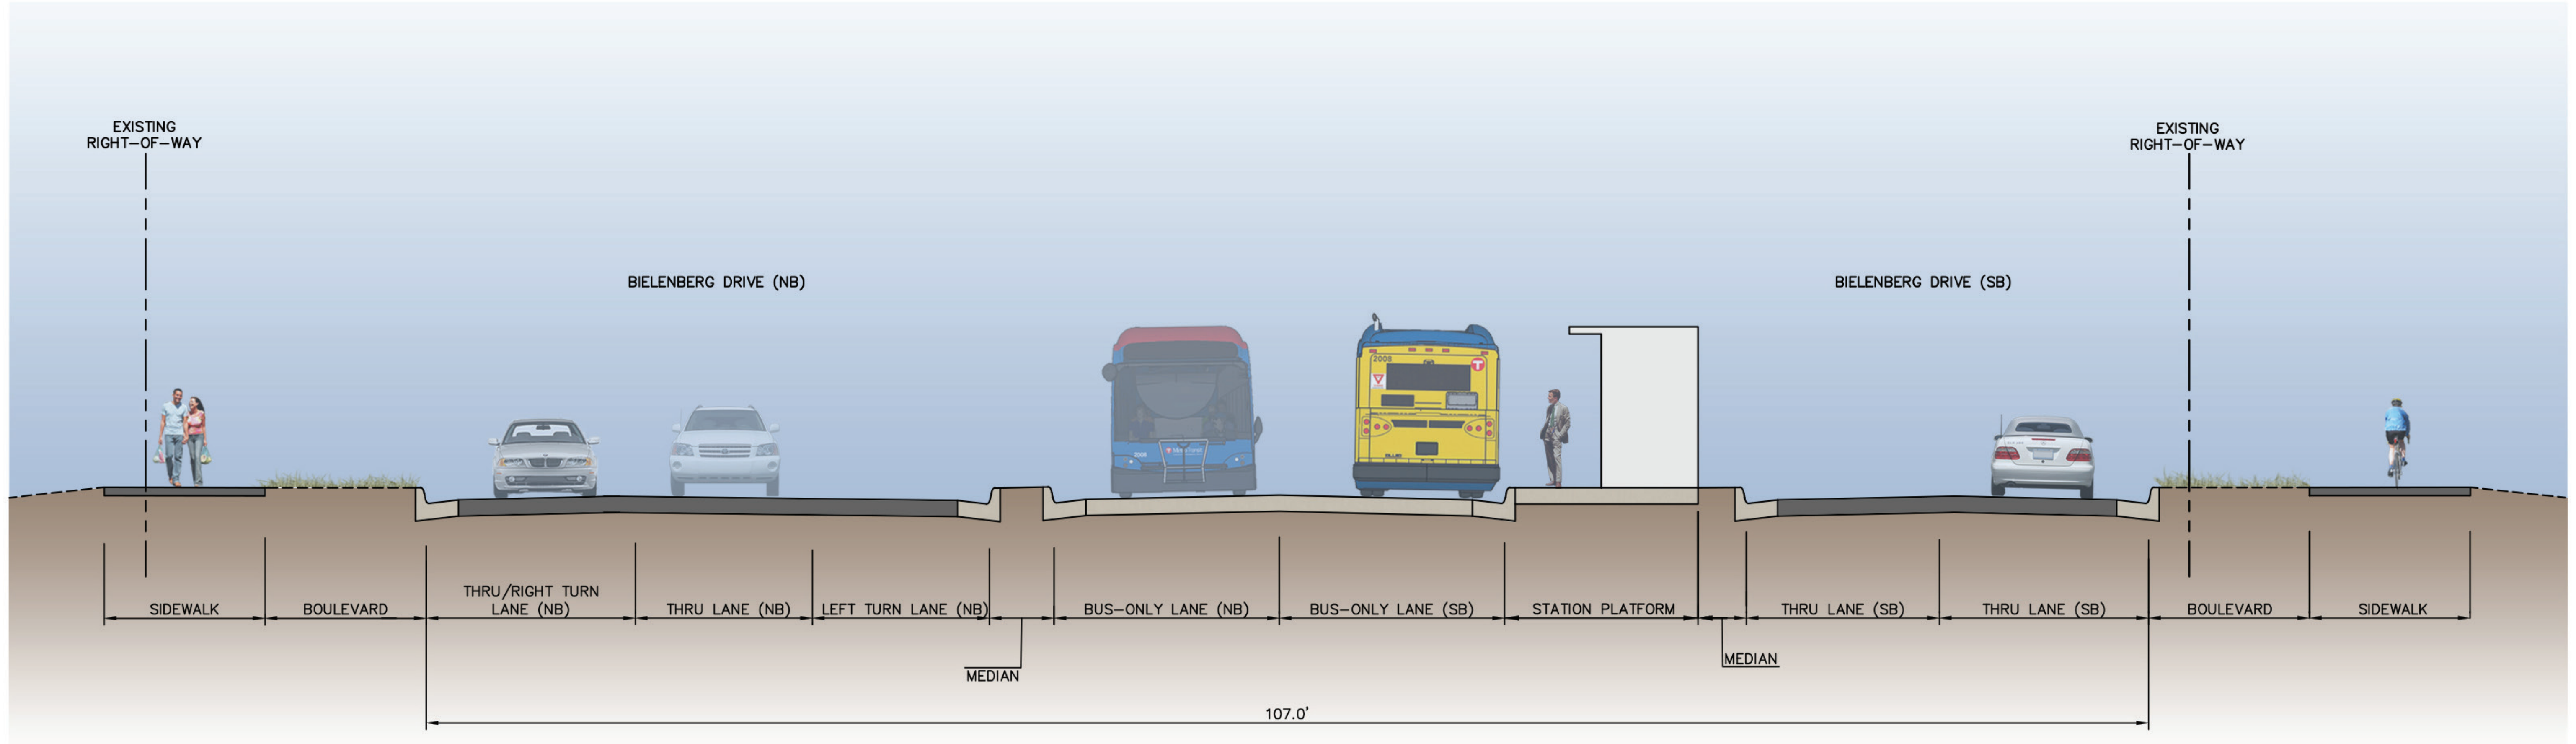 EXISTING
RIGHT-OF-WAY
EXISTING
RIGHT-OF-WAY
BIELENBERG DRIVE (NB)
BIELENBERG DRIVE (SB)
2008
T
2008
SIDEWALK
BOULEVARD
THRU/RIGHT TURN
LANE (NB)
THRU LANE (NB)
LEFT TURN LANE (NB)
BUS-ONLY LANE (NB)
BUS-ONLY LANE (SB)
STATION PLATFORM
THRU LANE (SB)
THRU LANE (SB)
BOULEVARD
SIDEWALK
MEDIAN
MEDIAN
107.0'